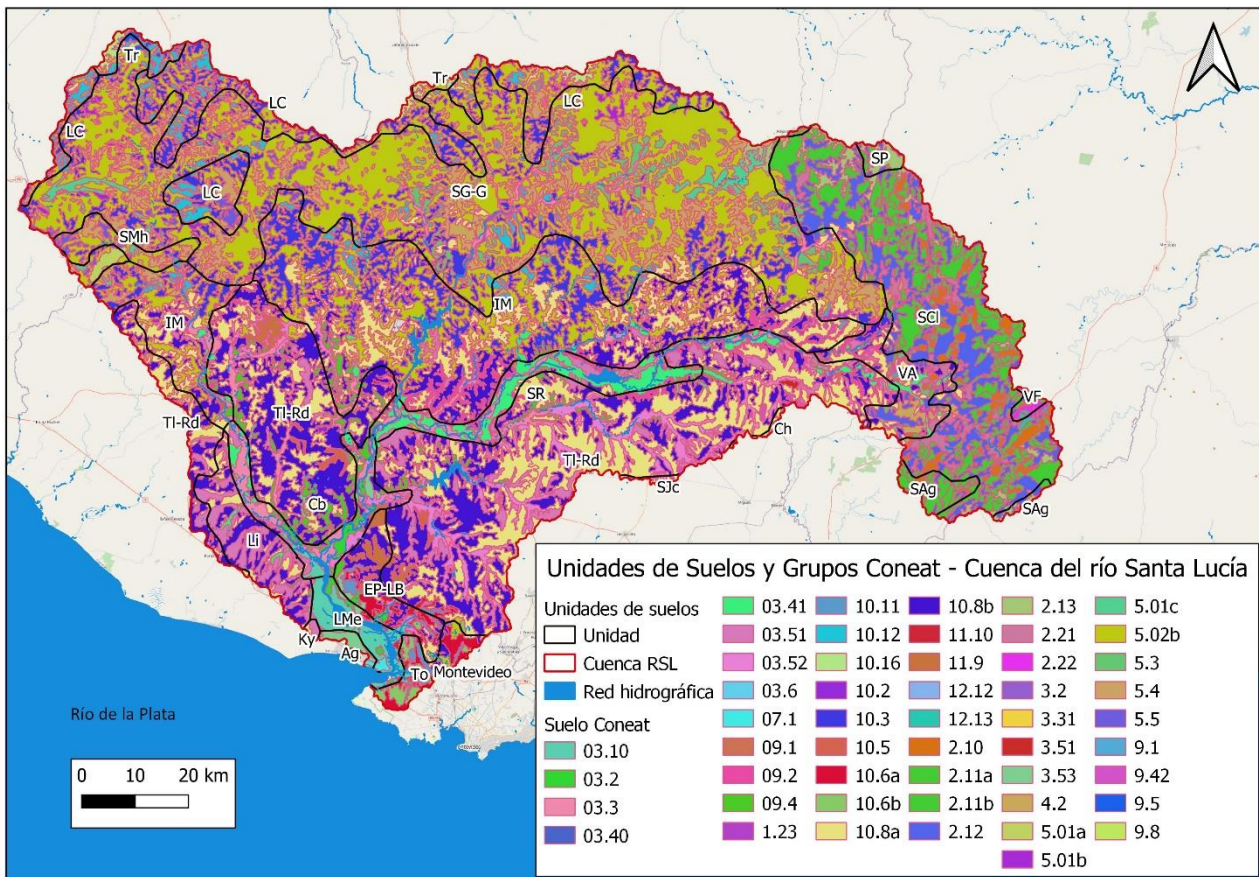 Tr
Tr
LC
LC
LC
LC
SP
SG-G
SMh
IM
IM
SCl
VA
VF
SR
Tl-Rd
Tl-Rd
Ch
Tl-Rd
SJc
SAg
SAg
Cb
Li
EP-LB
LMe
Ky
Ag
To
Montevideo
Río de la Plata
0 10 20 km
Unidades de Suelos y Grupos Coneat - Cuenca del río Santa Lucía
Unidades de suelos
Unidad
Cuenca RSL
Red hidrográfica
Suelo Coneat
03.10
03.2
03.3
03.40
03.41
03.51
03.52
03.6
07.1
09.1
09.2
09.4
1.23
10.11
10.12
10.16
10.2
10.3
10.5
10.6a
10.6b
10.8a
10.8b
11.10
11.9
12.12
12.13
2.10
2.11a
2.11b
2.12
2.13
2.21
2.22
3.2
3.31
3.51
3.53
4.2
5.01a
5.01b
5.01c
5.02b
5.3
5.4
5.5
9.1
9.42
9.5
9.8